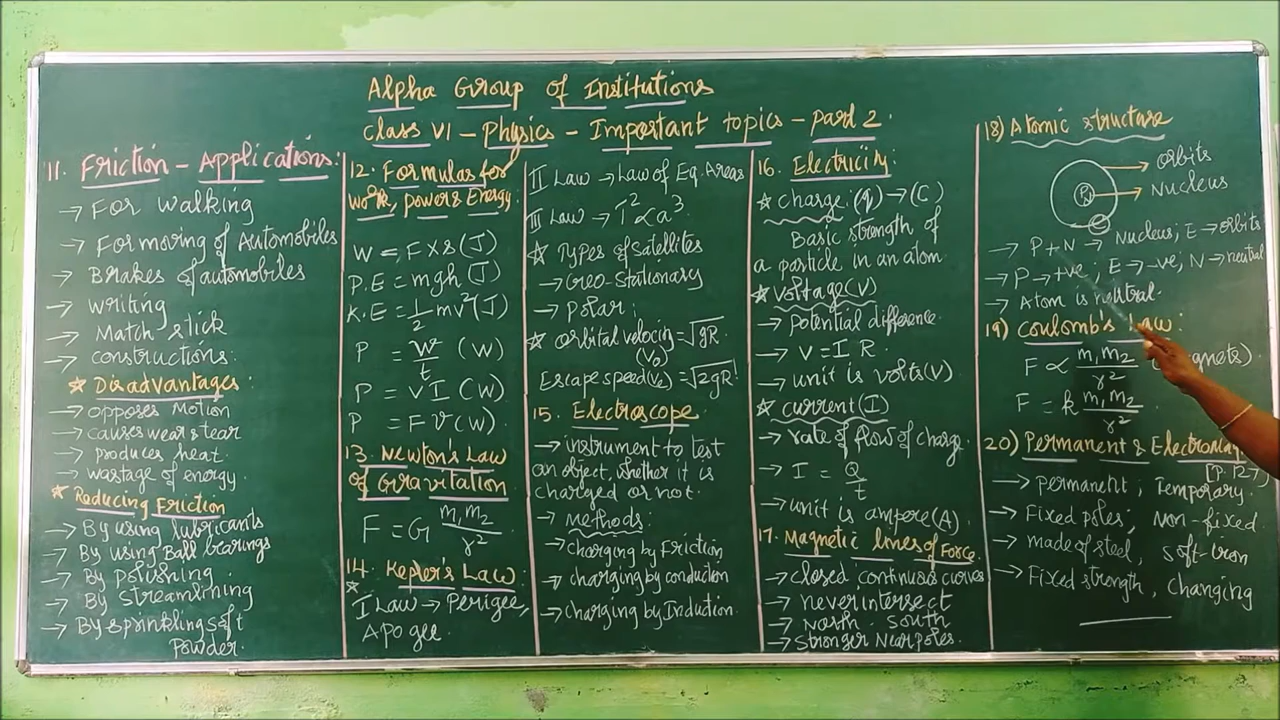 Alpha Group of Institutions
Class VI - Physics - Important topics - part 2.
11. Friction - Applications:
→ For walking
→ For moving of Automobiles
→ Brakes of automobiles
→ writing
→ Match stick
→ constructions.
* Disadvantages:
→ opposes Motion
→ causes wear & tear
→ produces heat.
→ wastage of energy.
* Reducing Friction
→ By using lubricants
→ By using Ball bearings
→ By polishing.
→ By streamlining
→ By sprinkling soft
powder.
12. Formulas for
Work, power & Energy:
W = F × s (J)
P.E = mgh (J)
K.E = 1/2 mv² (J)
P = w/t (W)
P = VI (W)
P = Fv (W).
13. Newton's Law
of Gravitation
F = G m₁m₂/r².
14. Kepler's Law:
* I Law → Perigee,
Apogee.
II Law → Law of Eq. Areas
III Law → T² ∝ a³.
* Types of Satellites
→ Geo-Stationary
→ polar;
* orbital velocity = √gR
(V₀)
Escape speed (Ve) = √2gR
15. Electroscope
→ instrument to test
an object, whether it is
charged or not.
→ methods:
→ charging by Friction
→ charging by conduction
→ charging by Induction.
16. Electricity:
* charge: (q) → (C)
Basic strength of
a particle in an atom
* Voltage (V)
→ potential difference.
→ V = I R.
→ unit is volts (V)
* current (I)
→ rate of flow of charge.
→ I = Q/t
→ unit is ampere (A)
17. Magnetic lines of Force.
→ closed continuous curves
→ never intersect
→ North - South
→ Stronger Near poles.
18) Atomic structure
→ orbits
→ Nucleus
→ P + N → Nucleus; E → orbits
→ P → +ve; E → -ve; N → neutral
→ Atom is neutral.
19) Coulomb's Law:
F ∝ m₁m₂/r²
F = k m₁m₂/r².
20) Permanent &
→ permanent; Temporary.
→ Fixed poles; Non-fixed
→ made of steel, soft-iron
→ Fixed strength, Changing